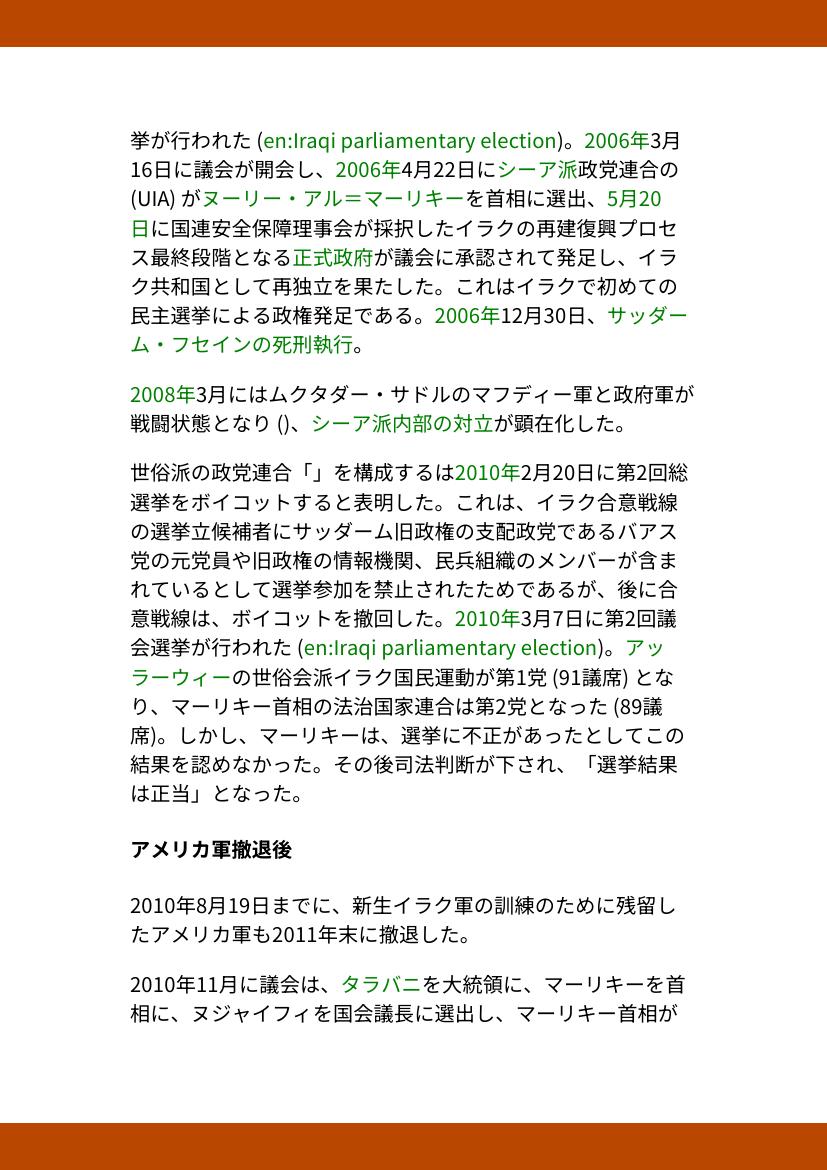 挙が行われた (en:Iraqi parliamentary election)。2006年3月
16日に議会が開会し、2006年4月22日にシーア派政党連合の
(UIA) がヌーリー・アル＝マーリキーを首相に選出、5月20
日に国連安全保障理事会が採択したイラクの再建復興プロセ
ス最終段階となる正式政府が議会に承認されて発足し、イラ
ク共和国として再独立を果たした。これはイラクで初めての
民主選挙による政権発足である。2006年12月30日、サッダー
ム・フセインの死刑執行。
2008年3月にはムクタダー・サドルのマフディー軍と政府軍が
戦闘状態となり ()、シーア派内部の対立が顕在化した。
世俗派の政党連合「」を構成するは2010年2月20日に第2回総
選挙をボイコットすると表明した。これは、イラク合意戦線
の選挙立候補者にサッダーム旧政権の支配政党であるバアス
党の元党員や旧政権の情報機関、民兵組織のメンバーが含ま
れているとして選挙参加を禁止されたためであるが、後に合
意戦線は、ボイコットを撤回した。2010年3月7日に第2回議
会選挙が行われた (en:Iraqi parliamentary election)。アッ
ラーウィーの世俗会派イラク国民運動が第1党 (91議席) とな
り、マーリキー首相の法治国家連合は第2党となった (89議
席)。しかし、マーリキーは、選挙に不正があったとしてこの
結果を認めなかった。その後司法判断が下され、「選挙結果
は正当」となった。
アメリカ軍撤退後
2010年8月19日までに、新生イラク軍の訓練のために残留し
たアメリカ軍も2011年末に撤退した。
2010年11月に議会は、タラバニを大統領に、マーリキーを首
相に、ヌジャイフィを国会議長に選出し、マーリキー首相が